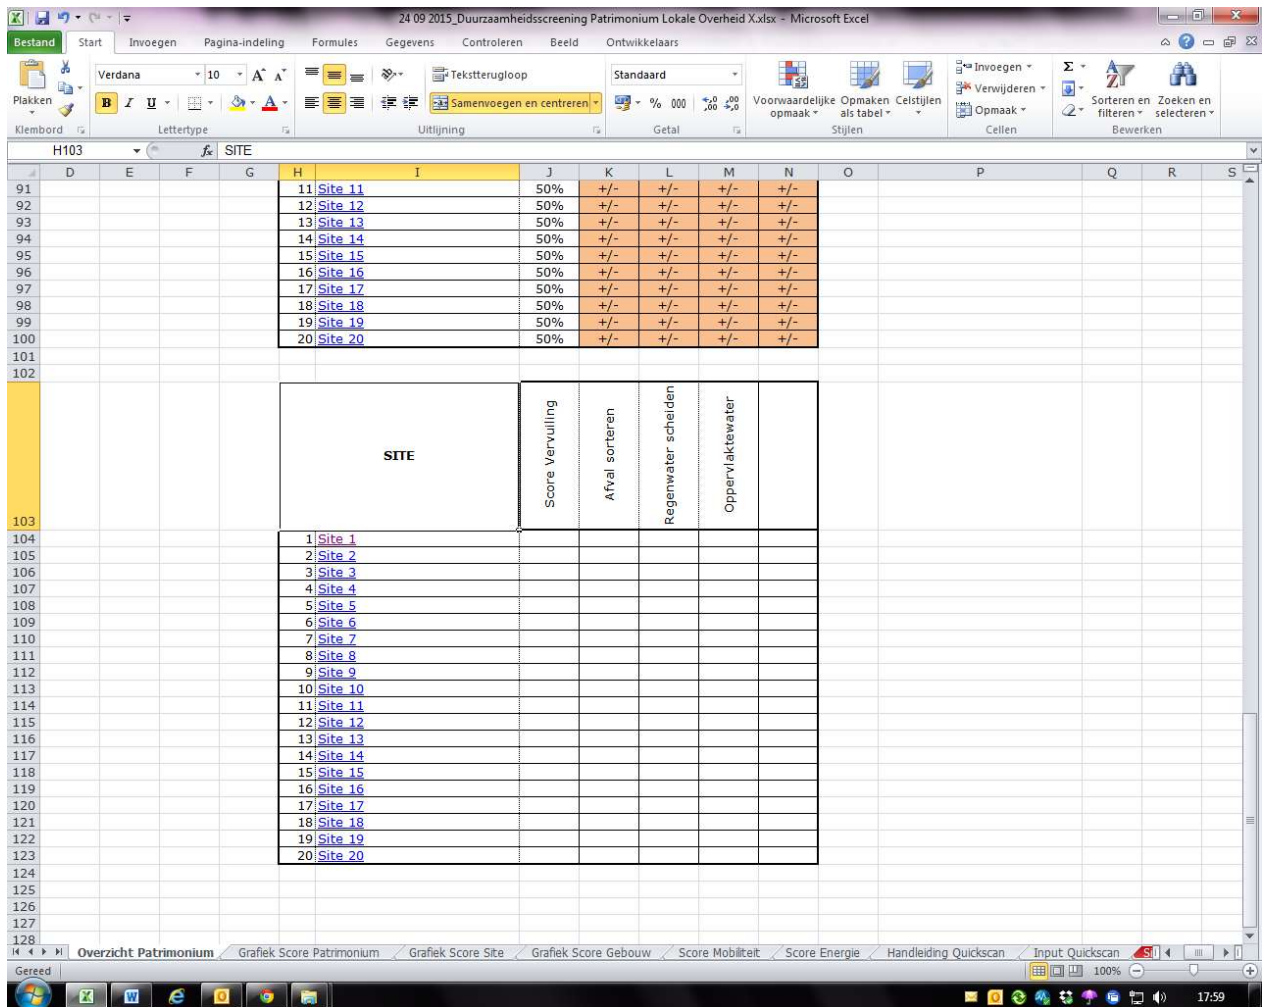 24 09 2015_Duurzaamheidsscreening Patrimonium Lokale Overheid X.xlsx - Microsoft Excel
Bestand Start Invoegen Pagina-indeling Formules Gegevens Controleren Beeld Ontwikkelaars
Plakken
Klembord
Verdana 10
B I U
Lettertype
Tekstterugloop
Samenvoegen en centreren
Uitlijning
Standaard
% 000
Getal
Voorwaardelijke opmaak
Opmaken als tabel
Celstijlen
Stijlen
Invoegen
Verwijderen
Opmaak
Cellen
Sorteren en filteren
Zoeken en selecteren
Bewerken
H103 fx SITE
D E F G H I J K L M N O P Q R S
91 11 Site 11 50% +/- +/- +/- +/-
92 12 Site 12 50% +/- +/- +/- +/-
93 13 Site 13 50% +/- +/- +/- +/-
94 14 Site 14 50% +/- +/- +/- +/-
95 15 Site 15 50% +/- +/- +/- +/-
96 16 Site 16 50% +/- +/- +/- +/-
97 17 Site 17 50% +/- +/- +/- +/-
98 18 Site 18 50% +/- +/- +/- +/-
99 19 Site 19 50% +/- +/- +/- +/-
100 20 Site 20 50% +/- +/- +/- +/-
101
102
103 SITE Score Vervuiling Afval sorteren Regenwater scheiden Oppervlaktewater
104 1 Site 1
105 2 Site 2
106 3 Site 3
107 4 Site 4
108 5 Site 5
109 6 Site 6
110 7 Site 7
111 8 Site 8
112 9 Site 9
113 10 Site 10
114 11 Site 11
115 12 Site 12
116 13 Site 13
117 14 Site 14
118 15 Site 15
119 16 Site 16
120 17 Site 17
121 18 Site 18
122 19 Site 19
123 20 Site 20
124
125
126
127
128
Overzicht Patrimonium Grafiek Score Patrimonium Grafiek Score Site Grafiek Score Gebouw Score Mobiliteit Score Energie Handleiding Quickscan Input Quickscan
Gereed 100%
17:59